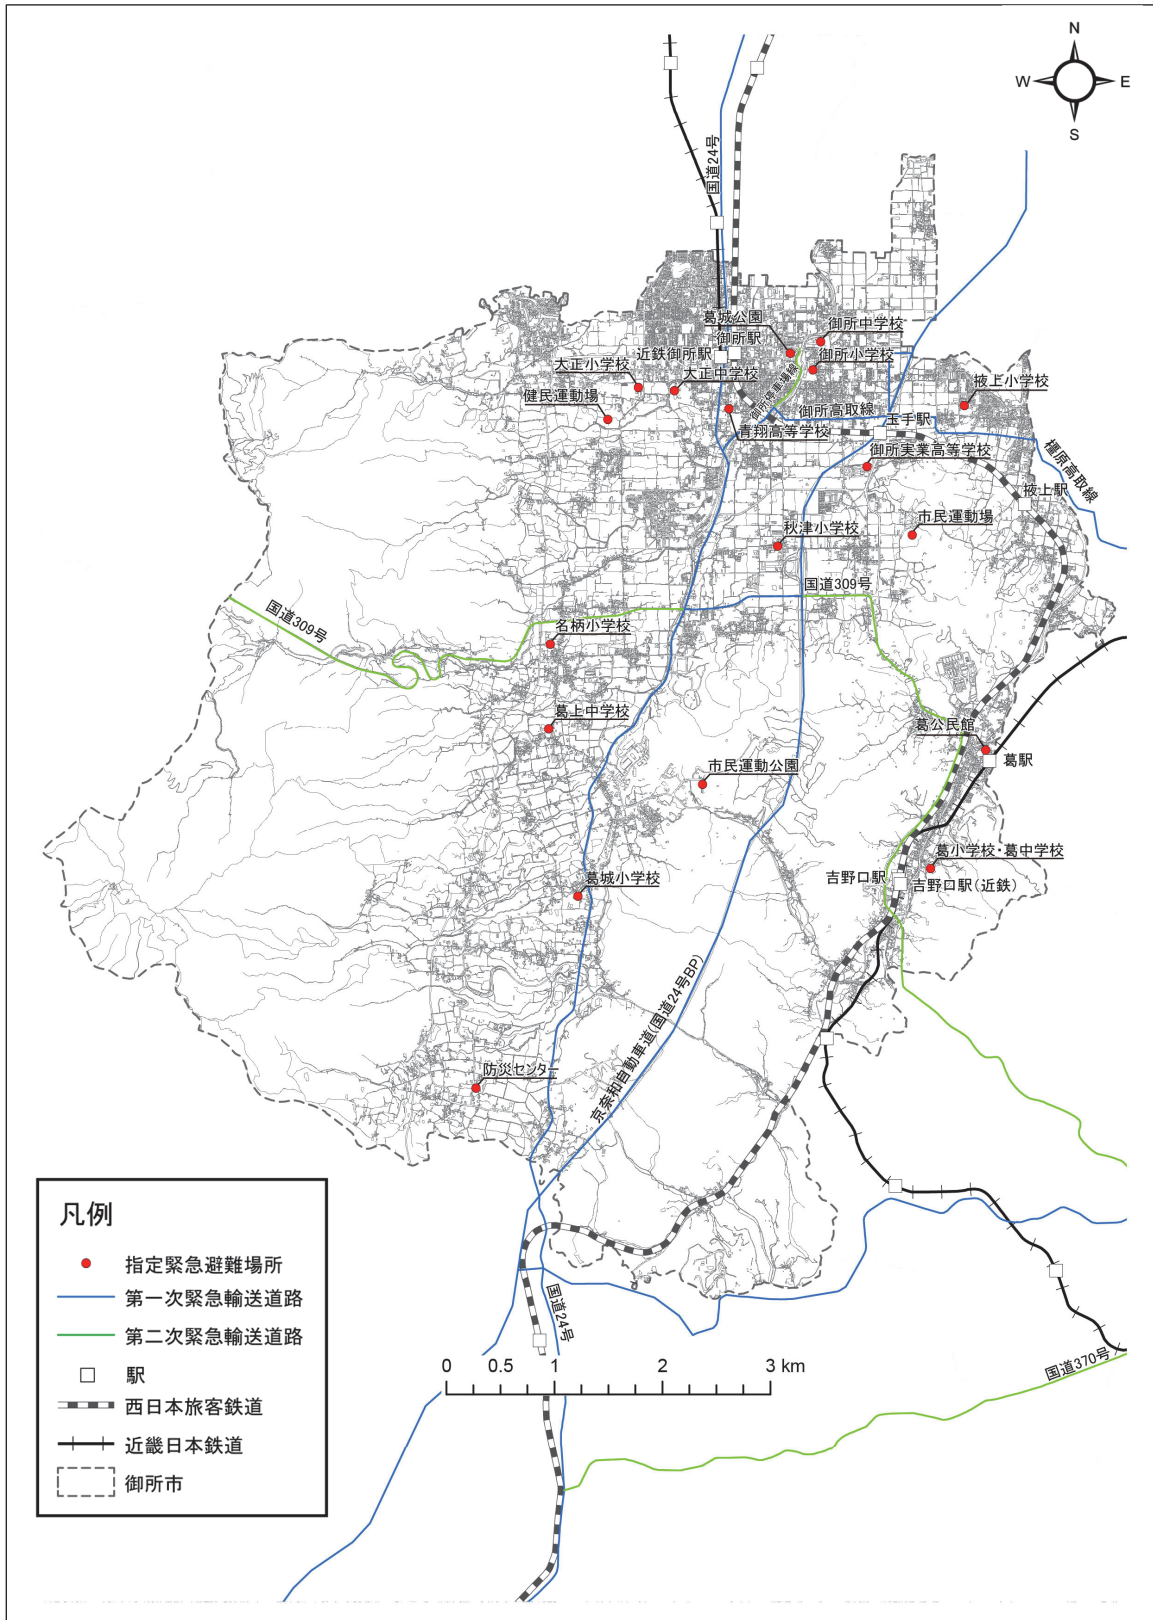 N
W
E
S
国道24号
葛城公園
御所中学校
御所駅
近鉄御所駅
御所小学校
大正小学校
大正中学校
掖上小学校
健民運動場
御所停車場線
御所高取線
玉手駅
青翔高等学校
御所実業高等学校
橿原高取線
掖上駅
市民運動場
秋津小学校
国道309号
国道309号
名柄小学校
葛上中学校
葛公民館
葛駅
市民運動公園
葛小学校・葛中学校
葛城小学校
吉野口駅
吉野口駅(近鉄)
京奈和自動車道(国道24号BP)
防災センター
国道24号
国道370号
凡例
指定緊急避難場所
第一次緊急輸送道路
第二次緊急輸送道路
駅
西日本旅客鉄道
近畿日本鉄道
御所市
0 0.5 1 2 3 km